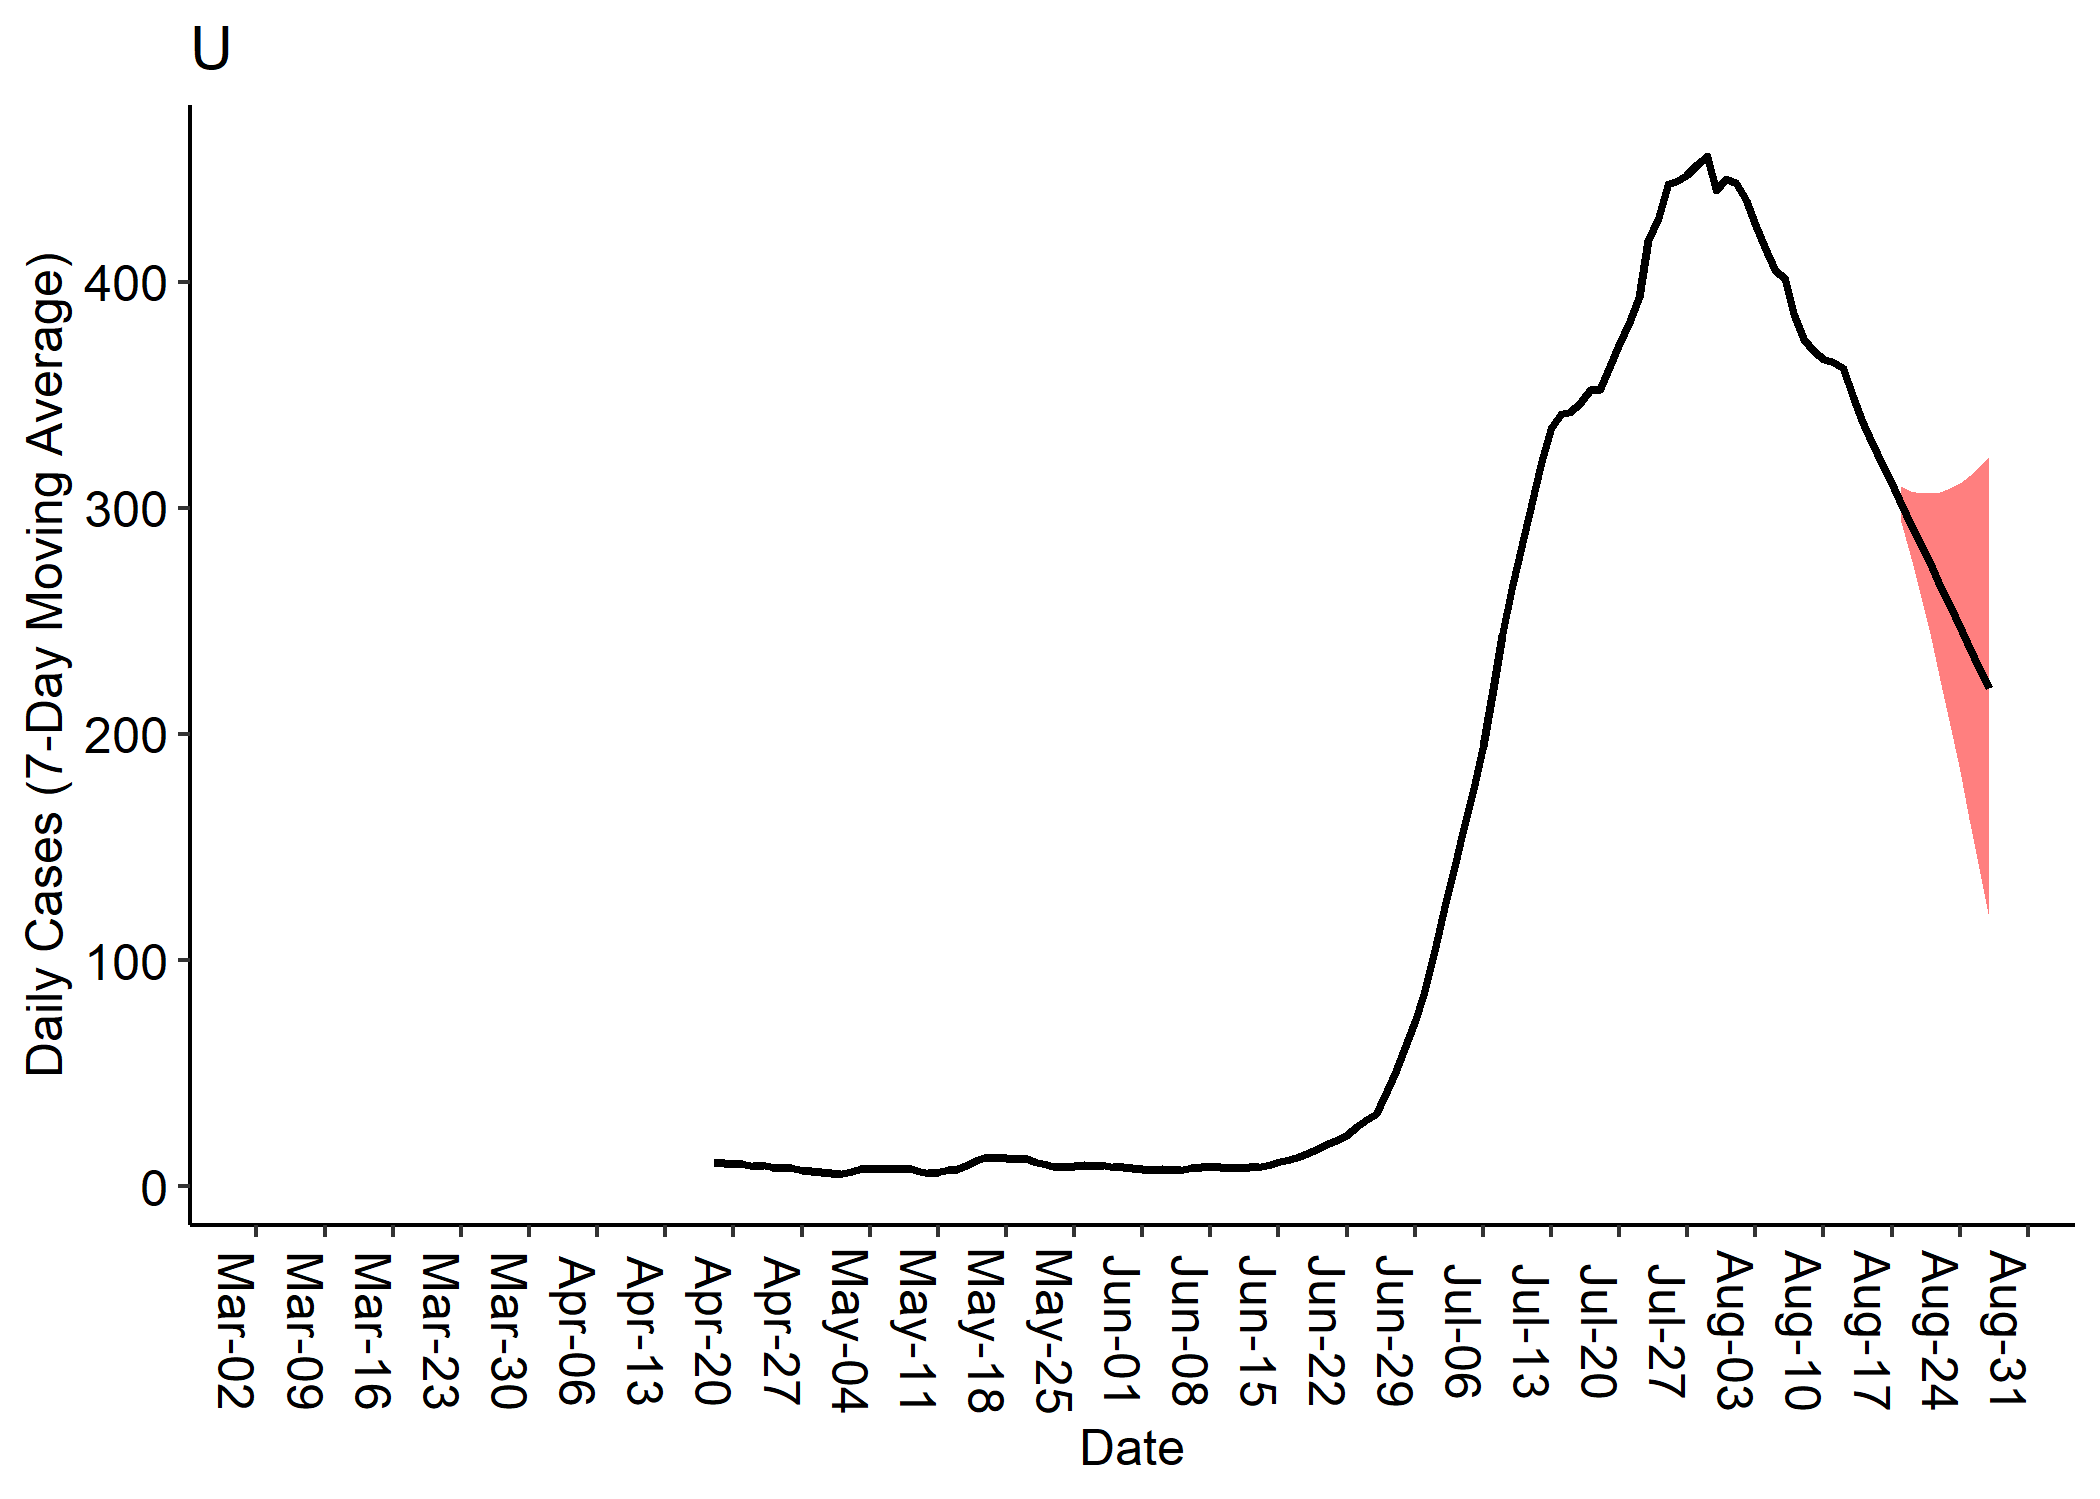 U
Daily Cases (7-Day Moving Average)
400
300
200
100
0
Mar-02
Mar-09
Mar-16
Mar-23
Mar-30
Apr-06
Apr-13
Apr-20
Apr-27
May-04
May-11
May-18
May-25
Jun-01
Jun-08
Jun-15
Jun-22
Jun-29
Jul-06
Jul-13
Jul-20
Jul-27
Aug-03
Aug-10
Aug-17
Aug-24
Aug-31
Date